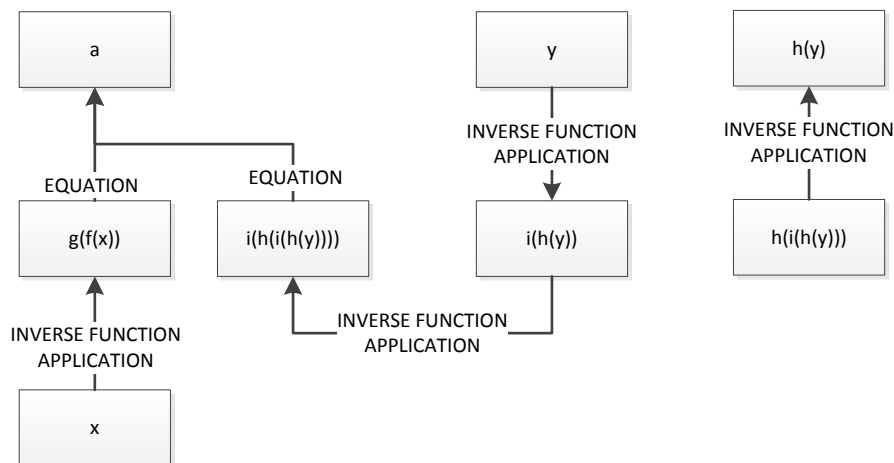 a
y
h(y)
INVERSE FUNCTION
APPLICATION
INVERSE FUNCTION
APPLICATION
EQUATION
EQUATION
g(f(x))
i(h(i(h(y))))
i(h(y))
h(i(h(y)))
INVERSE FUNCTION
APPLICATION
INVERSE FUNCTION
APPLICATION
x